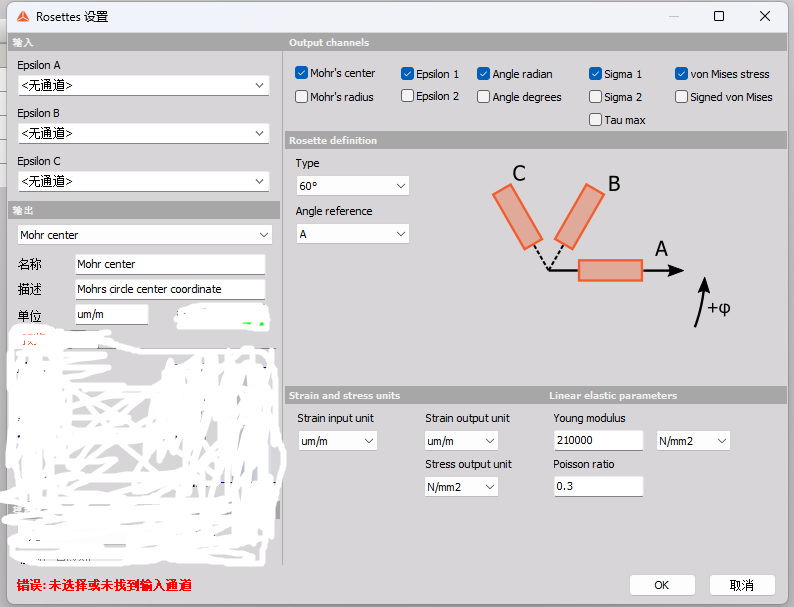 Rosettes 设置
输入
Epsilon A
<无通道>
Epsilon B
<无通道>
Epsilon C
<无通道>
输出
Mohr center
名称 Mohr center
描述 Mohrs circle center coordinate
单位 um/m
Output channels
Mohr's center Epsilon 1 Angle radian Sigma 1 von Mises stress
Mohr's radius Epsilon 2 Angle degrees Sigma 2 Signed von Mises
Tau max
Rosette definition
Type
60°
Angle reference
A
C
B
A
+φ
Strain and stress units Linear elastic parameters
Strain input unit Strain output unit Young modulus
um/m um/m 210000 N/mm2
Stress output unit Poisson ratio
N/mm2 0.3
错误: 未选择或未找到输入通道
OK 取消